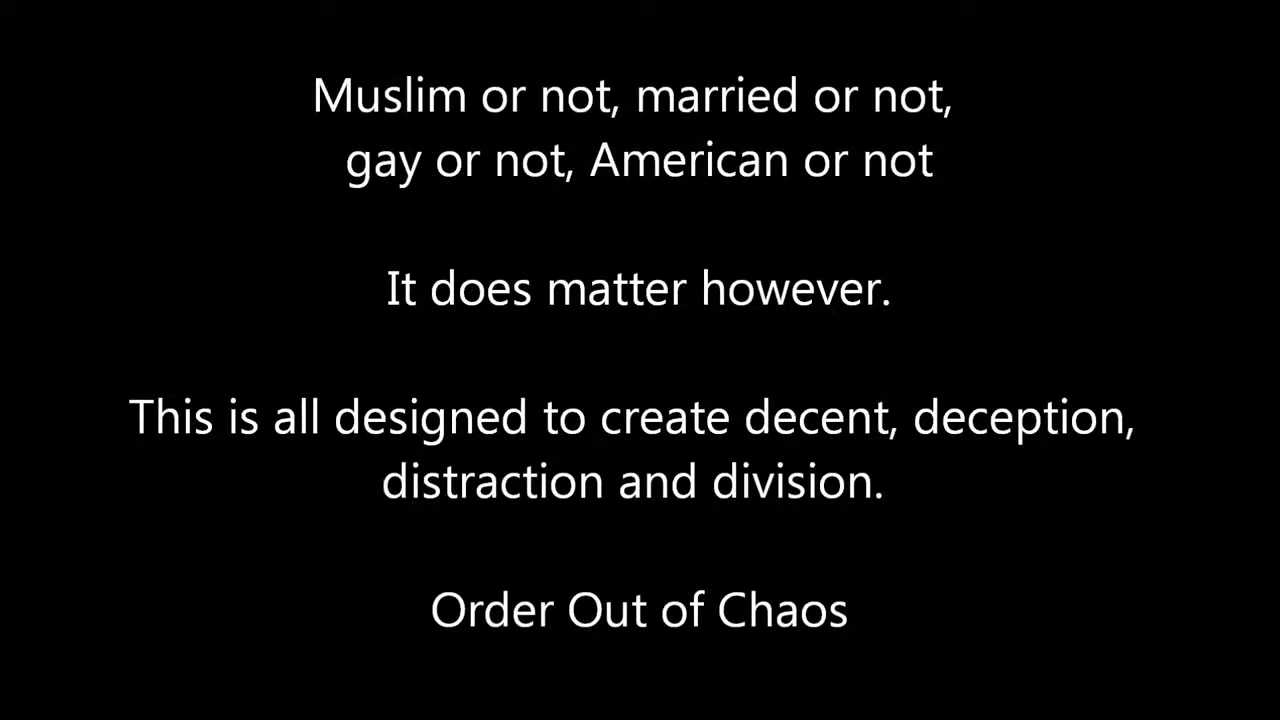 Muslim or not, married or not,
gay or not, American or not
It does matter however.
This is all designed to create decent, deception,
distraction and division.
Order Out of Chaos